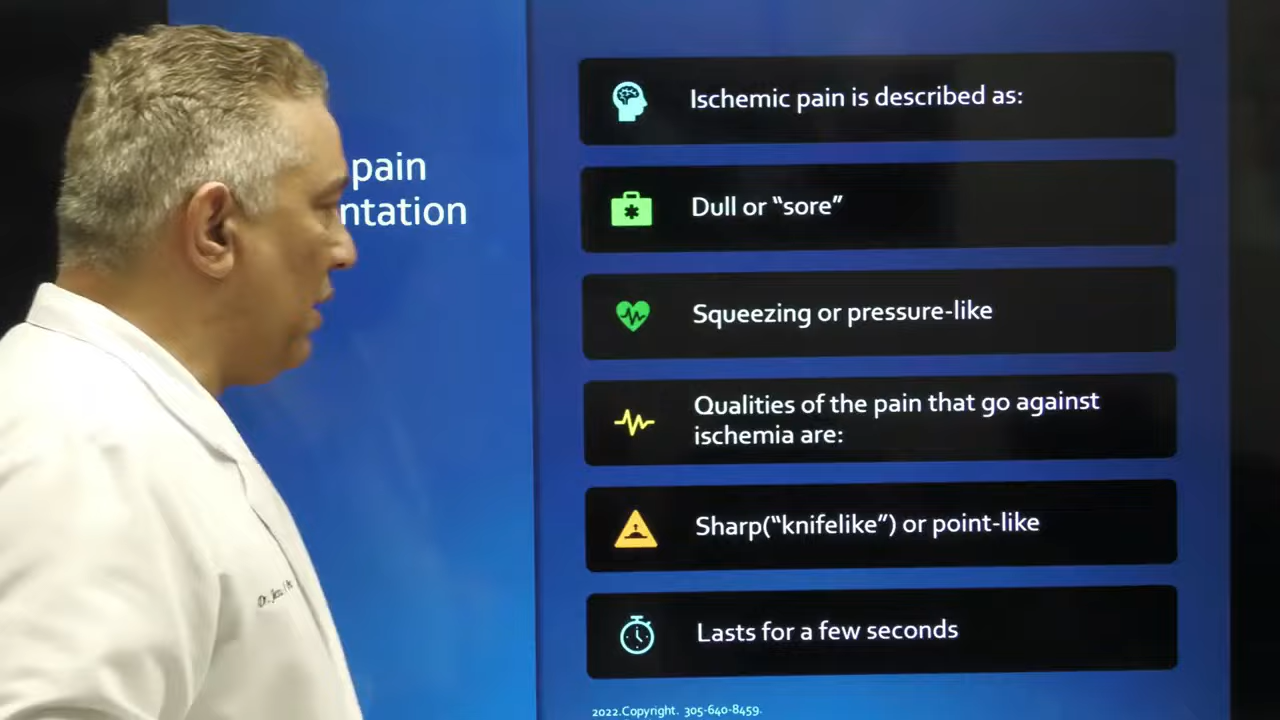 pain
ntation
Ischemic pain is described as:
Dull or “sore”
Squeezing or pressure-like
Qualities of the pain that go against
ischemia are:
Sharp(“knifelike”) or point-like
Lasts for a few seconds
2022.Copyright. 305-640-8459.
Dr.